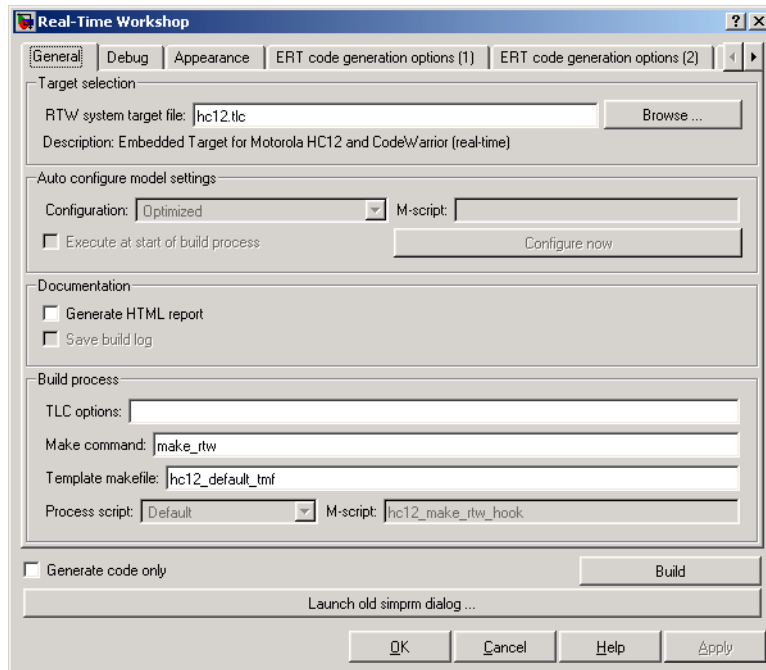 Real-Time Workshop
General Debug Appearance ERT code generation options (1) ERT code generation options (2)
Target selection
RTW system target file: hc12.tlc Browse ...
Description: Embedded Target for Motorola HC12 and CodeWarrior (real-time)
Auto configure model settings
Configuration: Optimized M-script:
Execute at start of build process Configure now
Documentation
Generate HTML report
Save build log
Build process
TLC options:
Make command: make_rtw
Template makefile: hc12_default_tmf
Process script: Default M-script: hc12_make_rtw_hook
Generate code only Build
Launch old simprm dialog ...
OK Cancel Help Apply